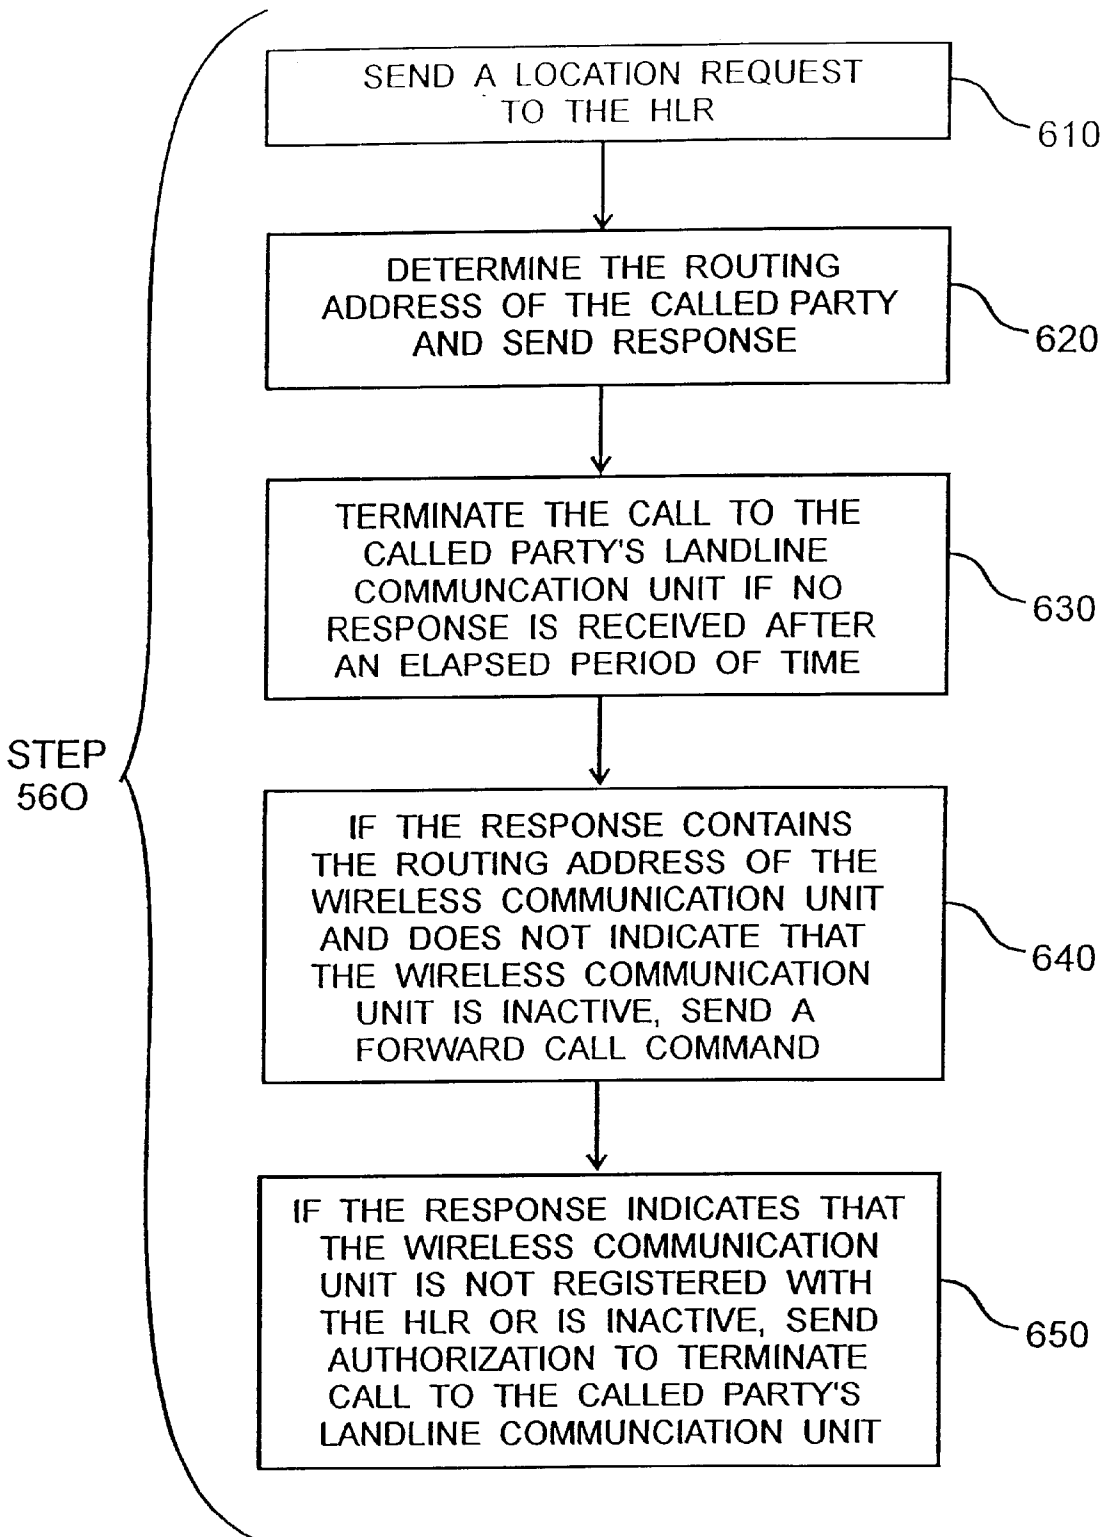 SEND A LOCATION REQUEST
TO THE HLR
610
DETERMINE THE ROUTING
ADDRESS OF THE CALLED PARTY
AND SEND RESPONSE
620
TERMINATE THE CALL TO THE
CALLED PARTY'S LANDLINE
COMMUNCATION UNIT IF NO
RESPONSE IS RECEIVED AFTER
AN ELAPSED PERIOD OF TIME
630
STEP
56O
IF THE RESPONSE CONTAINS
THE ROUTING ADDRESS OF THE
WIRELESS COMMUNICATION UNIT
AND DOES NOT INDICATE THAT
THE WIRELESS COMMUNICATION
UNIT IS INACTIVE, SEND A
FORWARD CALL COMMAND
640
IF THE RESPONSE INDICATES THAT
THE WIRELESS COMMUNICATION
UNIT IS NOT REGISTERED WITH
THE HLR OR IS INACTIVE, SEND
AUTHORIZATION TO TERMINATE
CALL TO THE CALLED PARTY'S
LANDLINE COMMUNCIATION UNIT
650